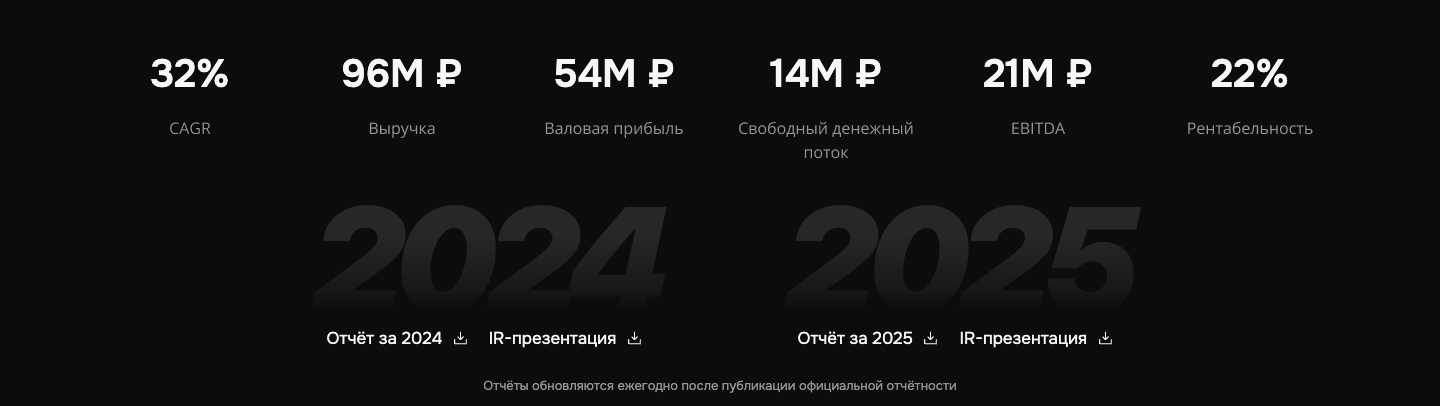 32% 96M ₽ 54M ₽ 14M ₽ 21M ₽ 22%
CAGR Выручка Валовая прибыль Свободный денежный EBITDA Рентабельность
поток
2024 2025
Отчёт за 2024 IR-презентация Отчёт за 2025 IR-презентация
Отчёты обновляются ежегодно после публикации официальной отчётности